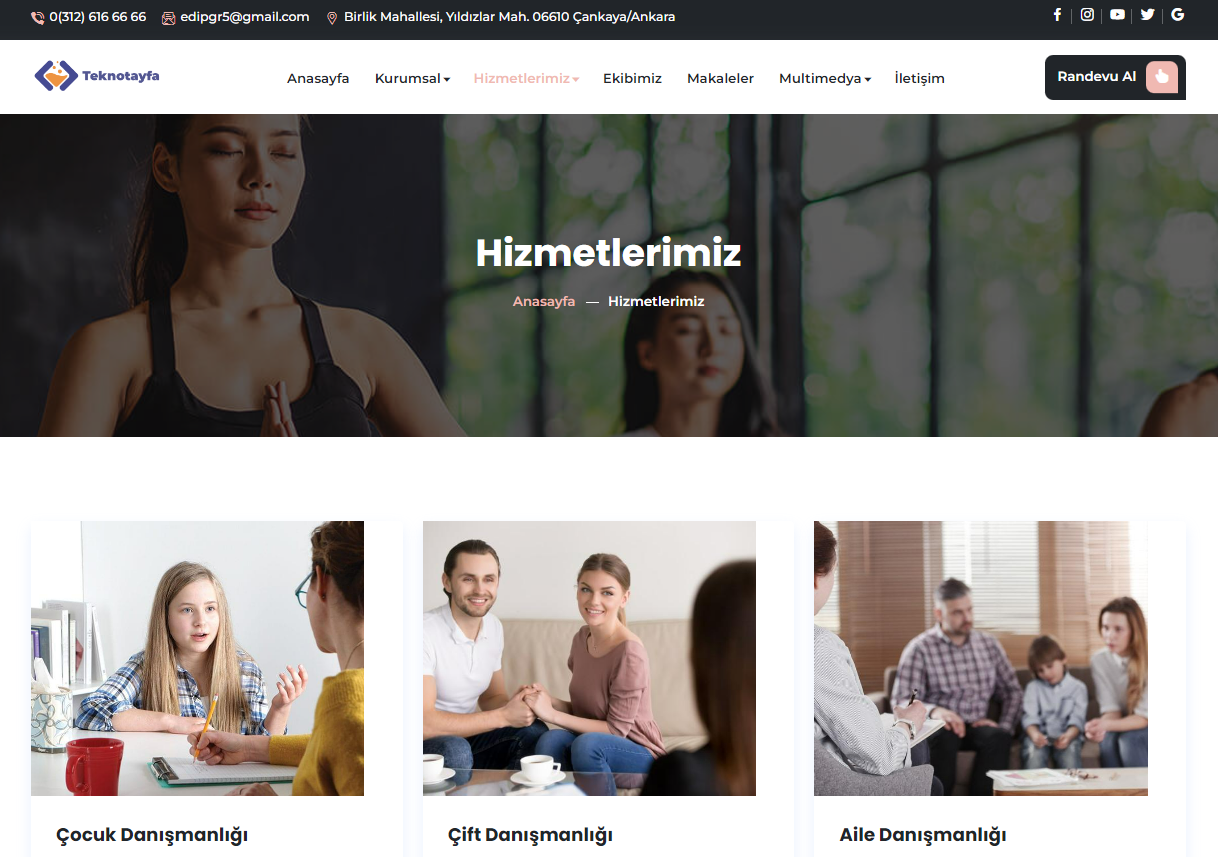 0(312) 616 66 66 edipgr5@gmail.com Birlik Mahallesi, Yıldızlar Mah. 06610 Çankaya/Ankara
Teknotayfa Anasayfa Kurumsal Hizmetlerimiz Ekibimiz Makaleler Multimedya İletişim Randevu Al
Hizmetlerimiz
Anasayfa — Hizmetlerimiz
Çocuk Danışmanlığı Çift Danışmanlığı Aile Danışmanlığı